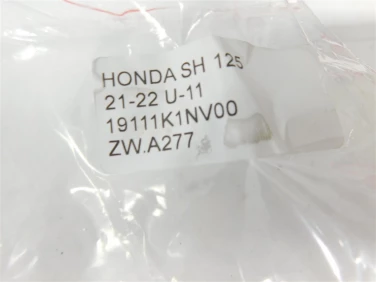 HONDA SH 125
21-22 U-11
19111K1NV00
ZW.A277